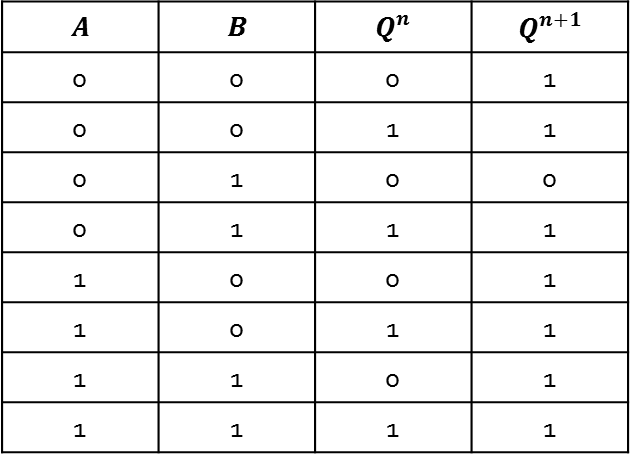 A B Qⁿ Qⁿ⁺¹
0 0 0 1
0 0 1 1
0 1 0 0
0 1 1 1
1 0 0 1
1 0 1 1
1 1 0 1
1 1 1 1